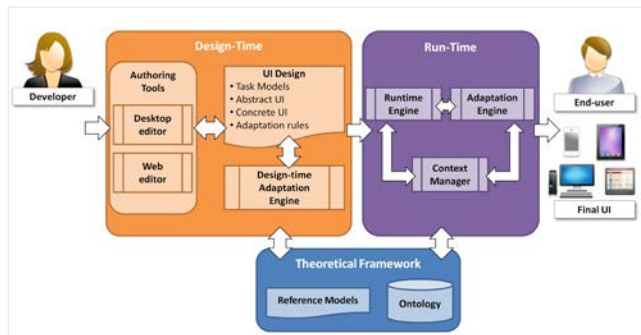 Design-Time
Run-Time
Developer
Authoring
Tools
Desktop
editor
Web
editor
UI Design
• Task Models
• Abstract UI
• Concrete UI
• Adaptation rules
Design-time
Adaptation
Engine
Runtime
Engine
Adaptation
Engine
Context
Manager
End-user
Final UI
Theoretical Framework
Reference Models
Ontology